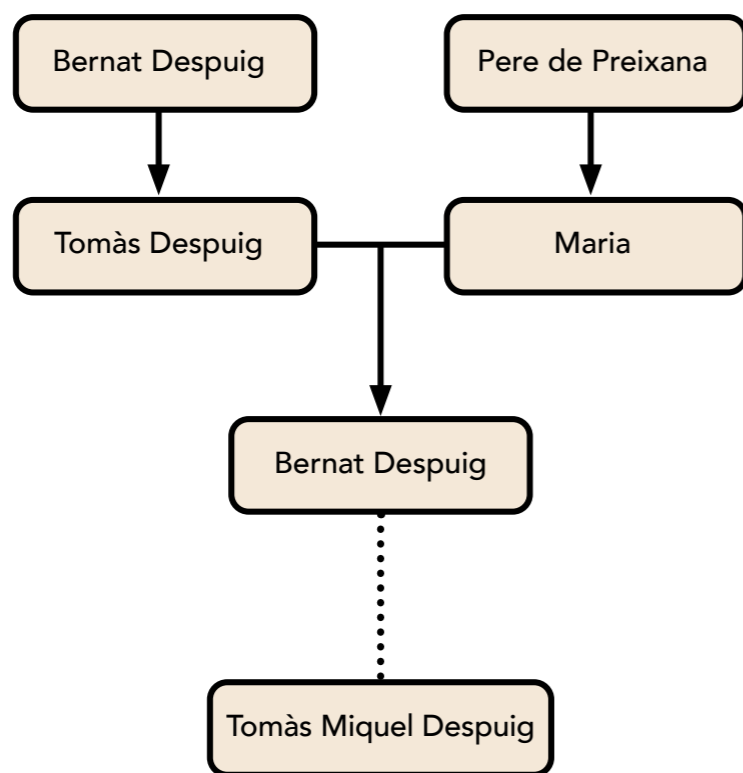 Bernat Despuig
Pere de Preixana
Tomàs Despuig
Maria
Bernat Despuig
Tomàs Miquel Despuig